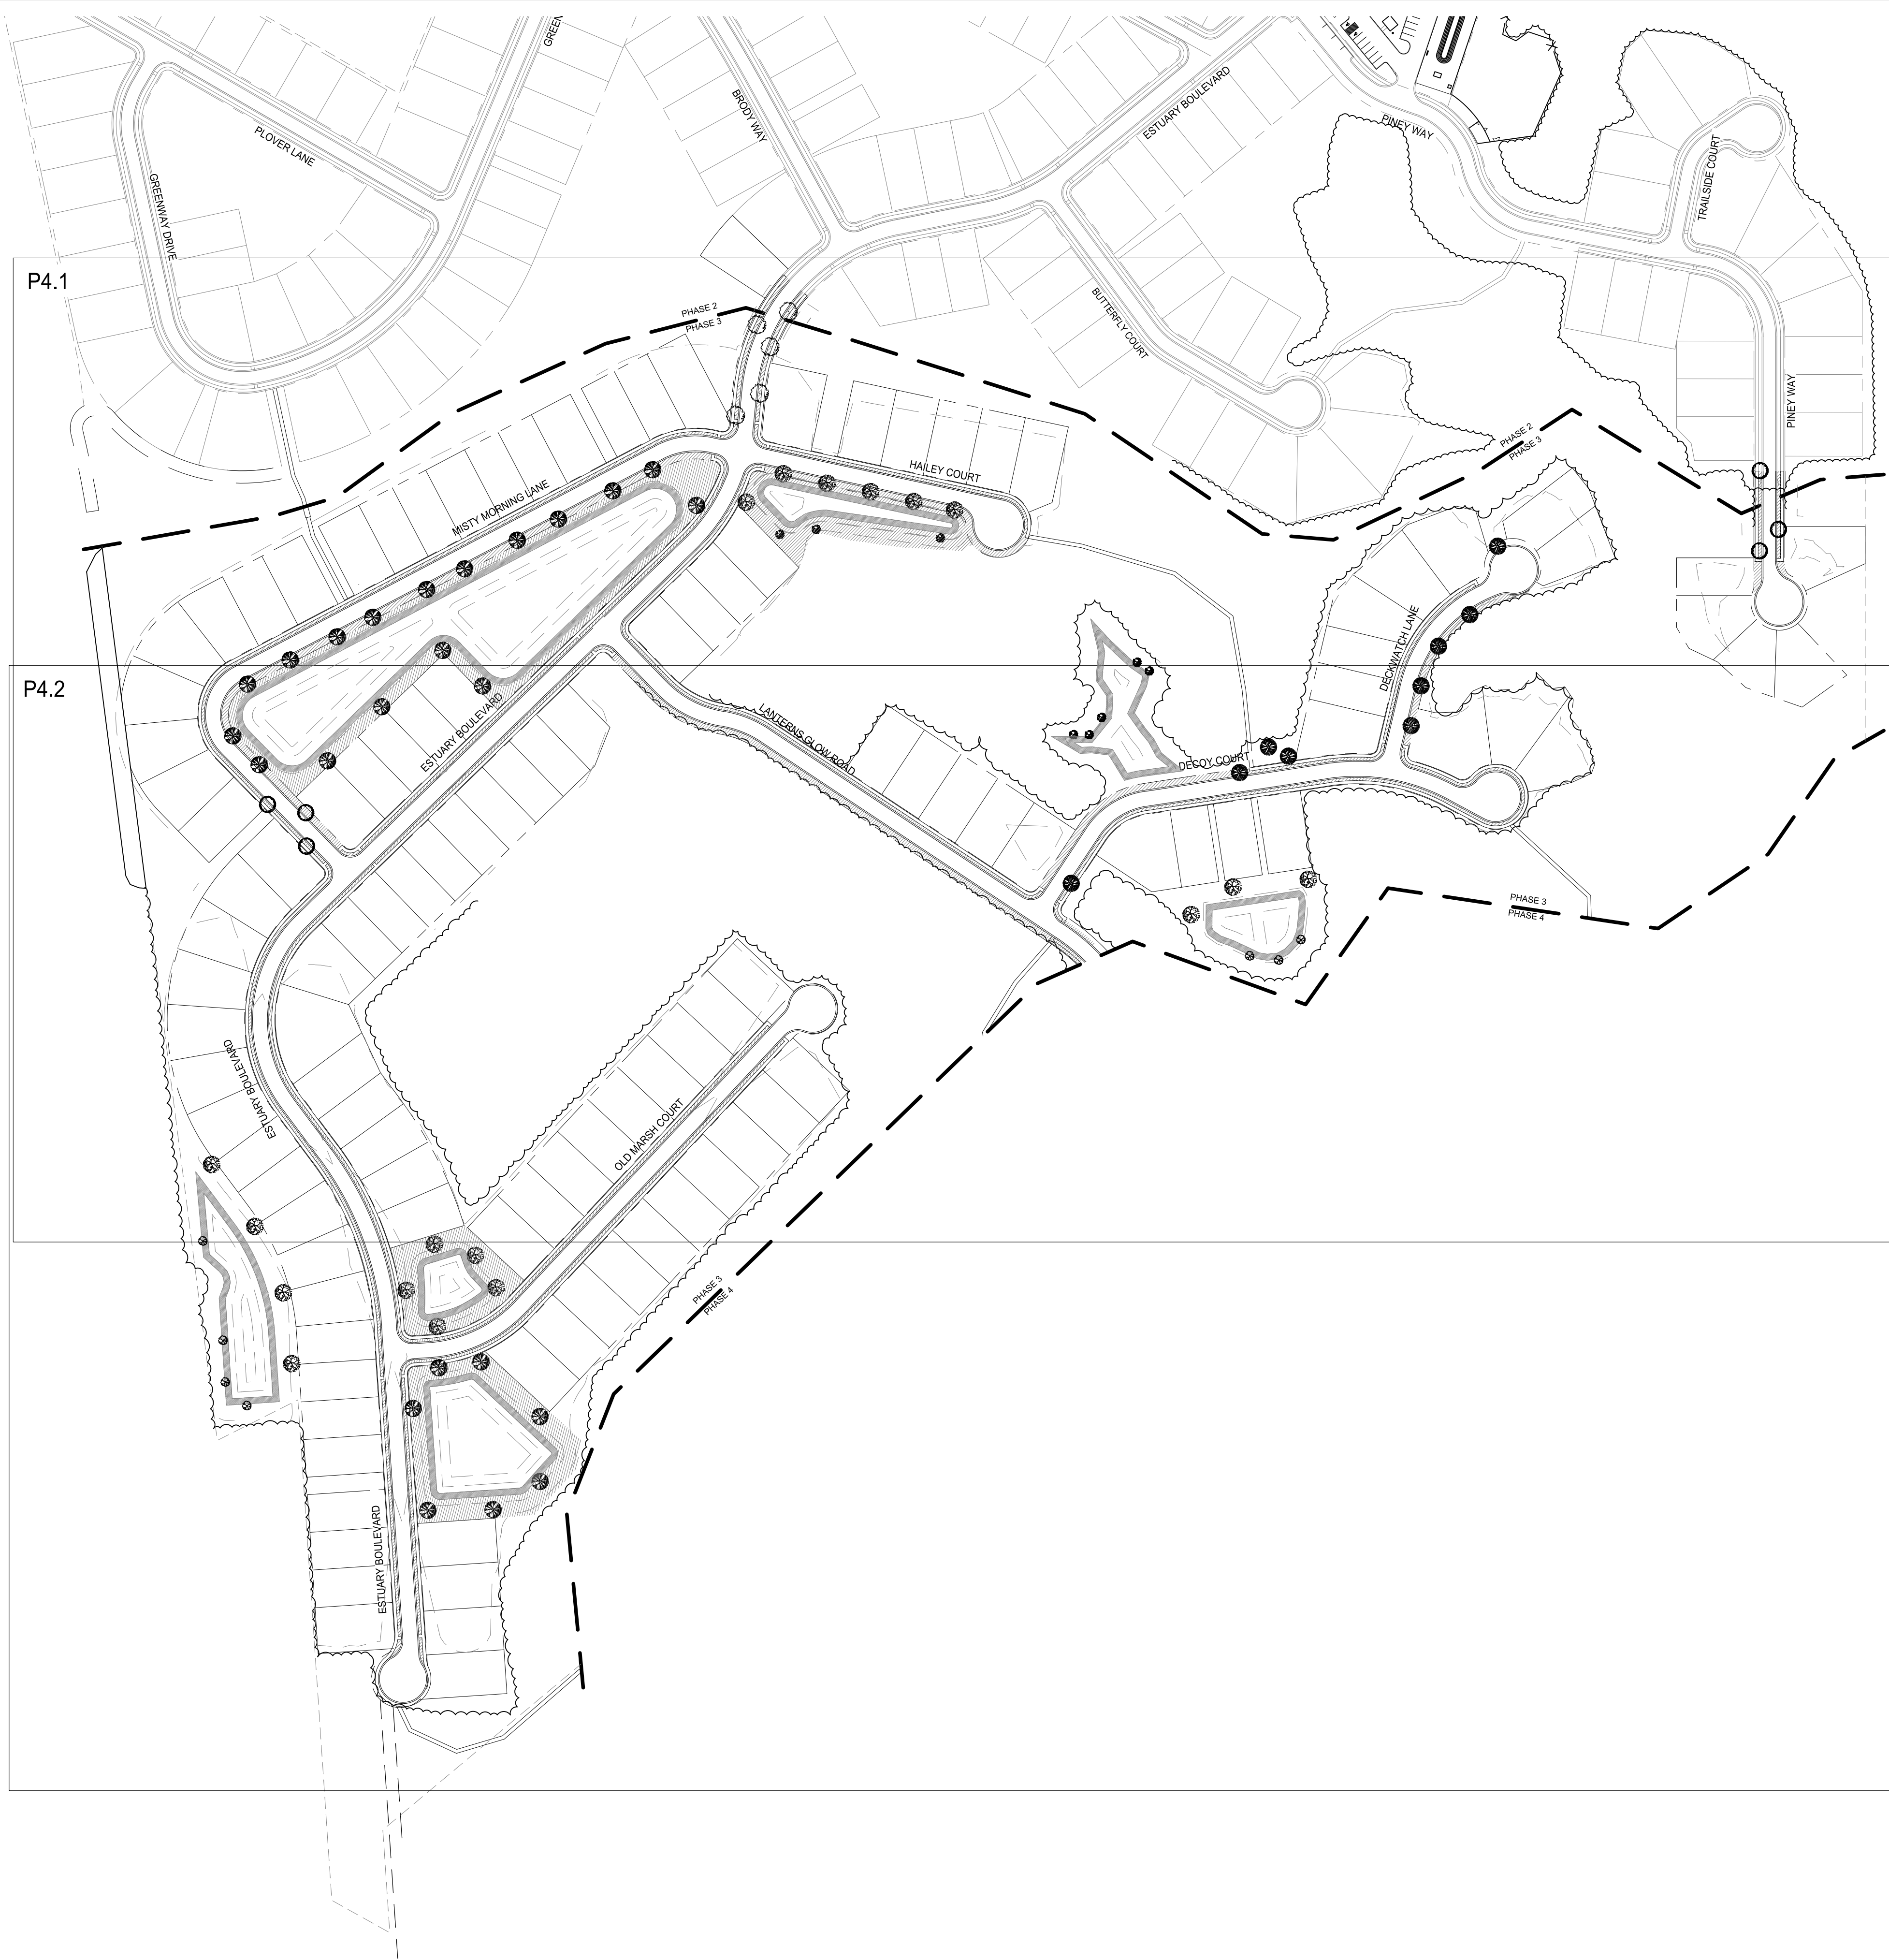 GREEN
PLOVER LANE
GREENWAY DRIVE
BRODY WAY
ESTUARY BOULEVARD
PINEY WAY
TRAILSIDE COURT
P4.1
PHASE 2
PHASE 3
BUTTERFLY COURT
PINEY WAY
PHASE 2
PHASE 3
HAILEY COURT
MISTY MORNING LANE
DECKWATCH LANE
P4.2
ESTUARY BOULEVARD
LANTERNS GLOW ROAD
DECOY COURT
PHASE 3
PHASE 4
ESTUARY BOULEVARD
OLD MARSH COURT
PHASE 3
PHASE 4
ESTUARY BOULEVARD